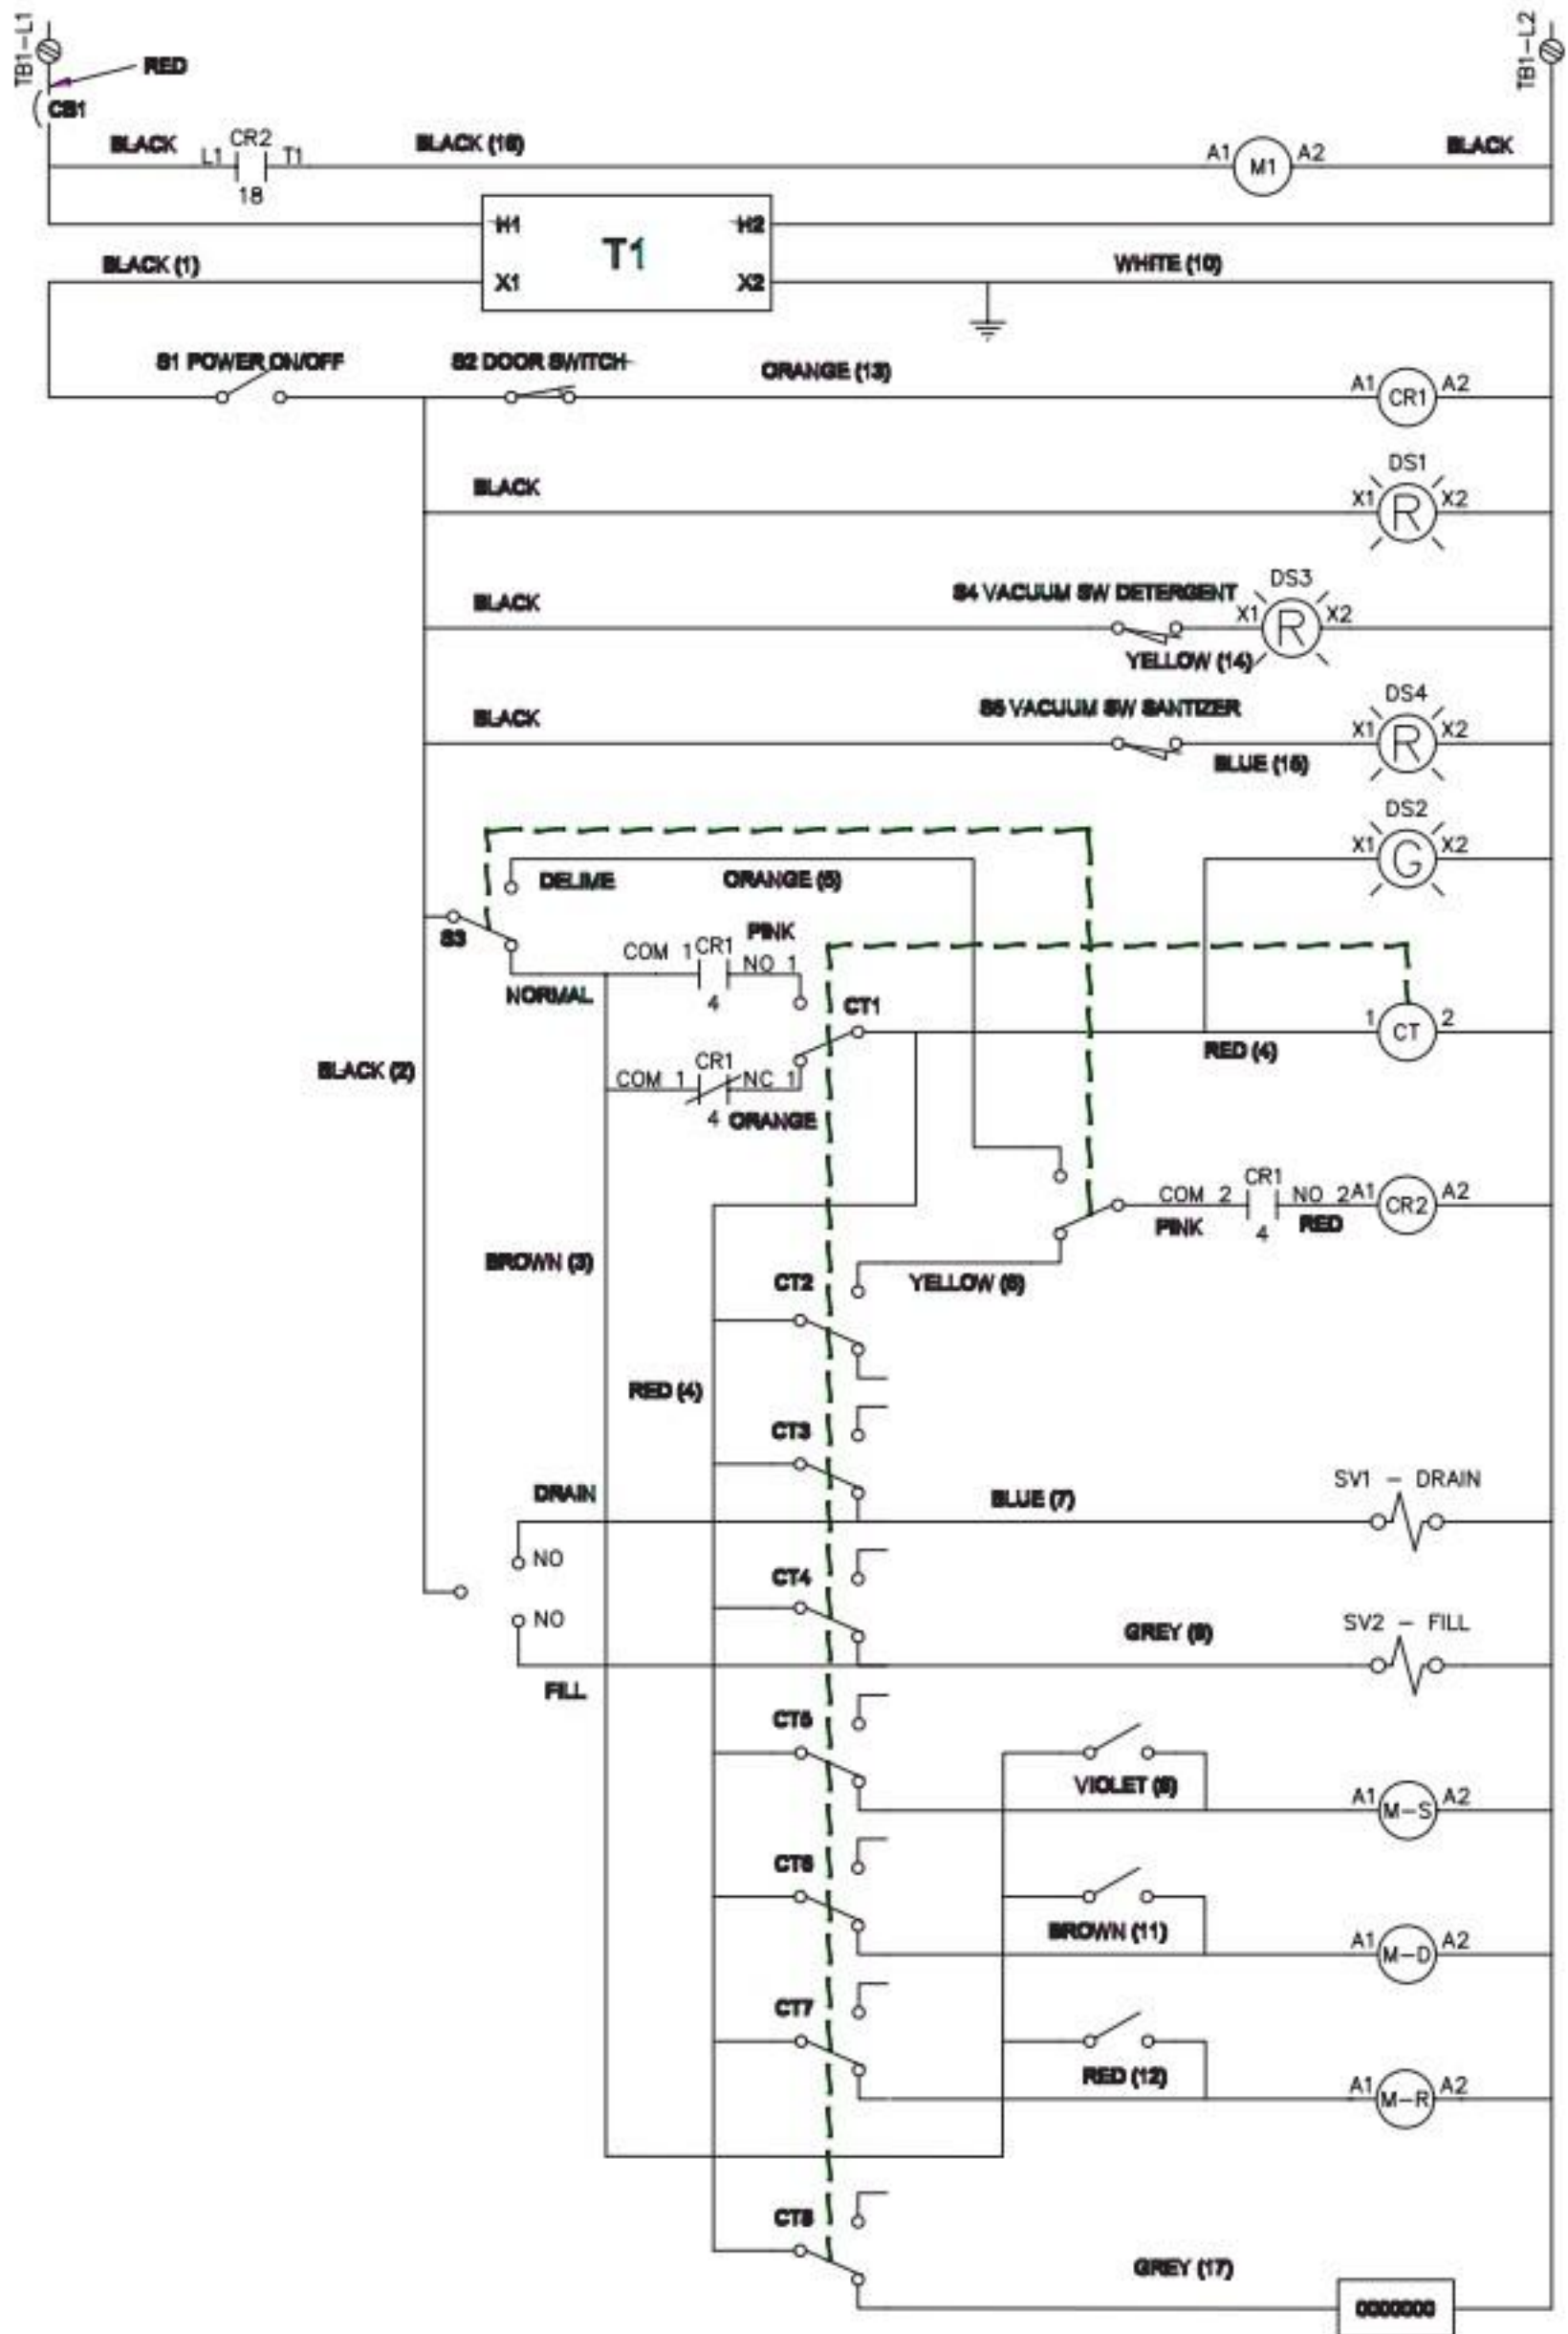 TB1-L1
TB1-L2
RED
CB1
BLACK
L1
CR2
T1
18
BLACK (16)
A1
M1
A2
BLACK
H1
T1
H2
X1
X2
BLACK (1)
WHITE (10)
S1 POWER ON/OFF
S2 DOOR SWITCH
ORANGE (13)
A1
CR1
A2
BLACK
DS1
X1
R
X2
BLACK
S4 VACUUM SW DETERGENT
DS3
X1
R
X2
YELLOW (14)
BLACK
S5 VACUUM SW SANTIZER
DS4
X1
R
X2
BLUE (15)
DS2
X1
G
X2
DELIME
ORANGE (5)
S3
PINK
COM 1
CR1
NO 1
4
NORMAL
CT1
1
CT
2
RED (4)
BLACK (2)
COM 1
CR1
NC 1
4
ORANGE
COM 2
CR1
NO 2
A1
CR2
A2
PINK
4
RED
BROWN (3)
CT2
YELLOW (6)
RED (4)
CT3
DRAIN
BLUE (7)
SV1 - DRAIN
NO
CT4
NO
GREY (9)
SV2 - FILL
FILL
CT5
VIOLET (8)
A1
M-S
A2
CT6
BROWN (11)
A1
M-D
A2
CT7
RED (12)
A1
M-R
A2
CT8
GREY (17)
0000000